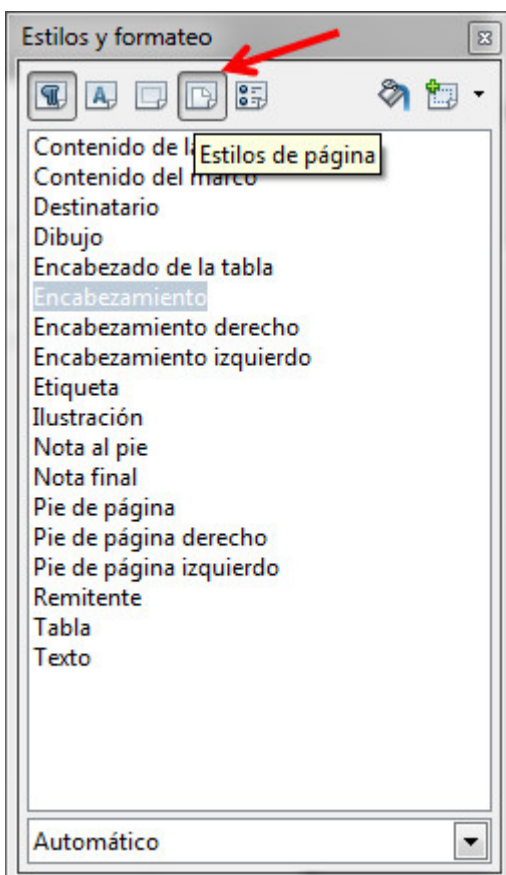 Estilos y formateo
Contenido de l
Estilos de página
Contenido del marco
Destinatario
Dibujo
Encabezado de la tabla
Encabezamiento
Encabezamiento derecho
Encabezamiento izquierdo
Etiqueta
Ilustración
Nota al pie
Nota final
Pie de página
Pie de página derecho
Pie de página izquierdo
Remitente
Tabla
Texto
Automático